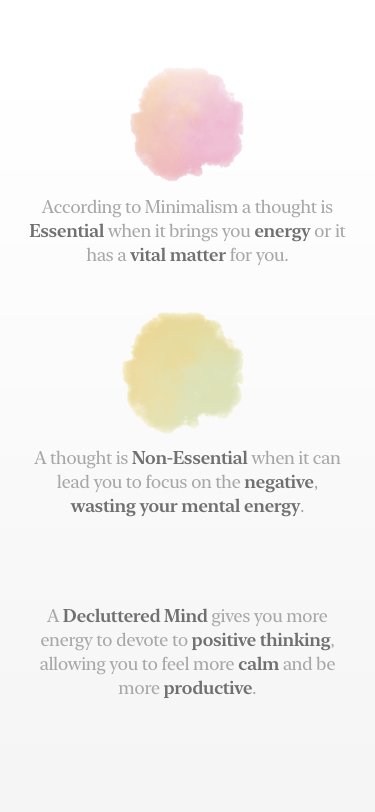 According to Minimalism a thought is
Essential when it brings you energy or it
has a vital matter for you.
A thought is Non-Essential when it can
lead you to focus on the negative,
wasting your mental energy.
A Decluttered Mind gives you more
energy to devote to positive thinking,
allowing you to feel more calm and be
more productive.